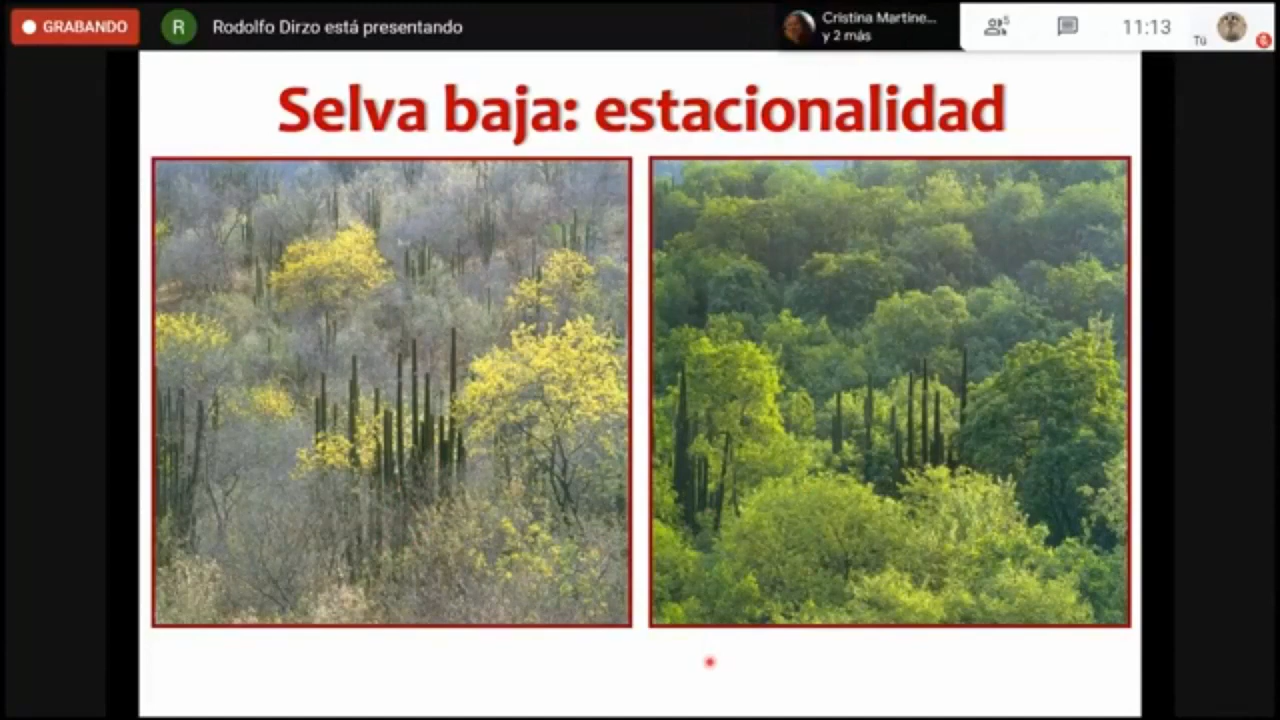 GRABANDO
R
Rodolfo Dirzo está presentando
Cristina Martine...
y 2 más
5
11:13
Tú
Selva baja: estacionalidad